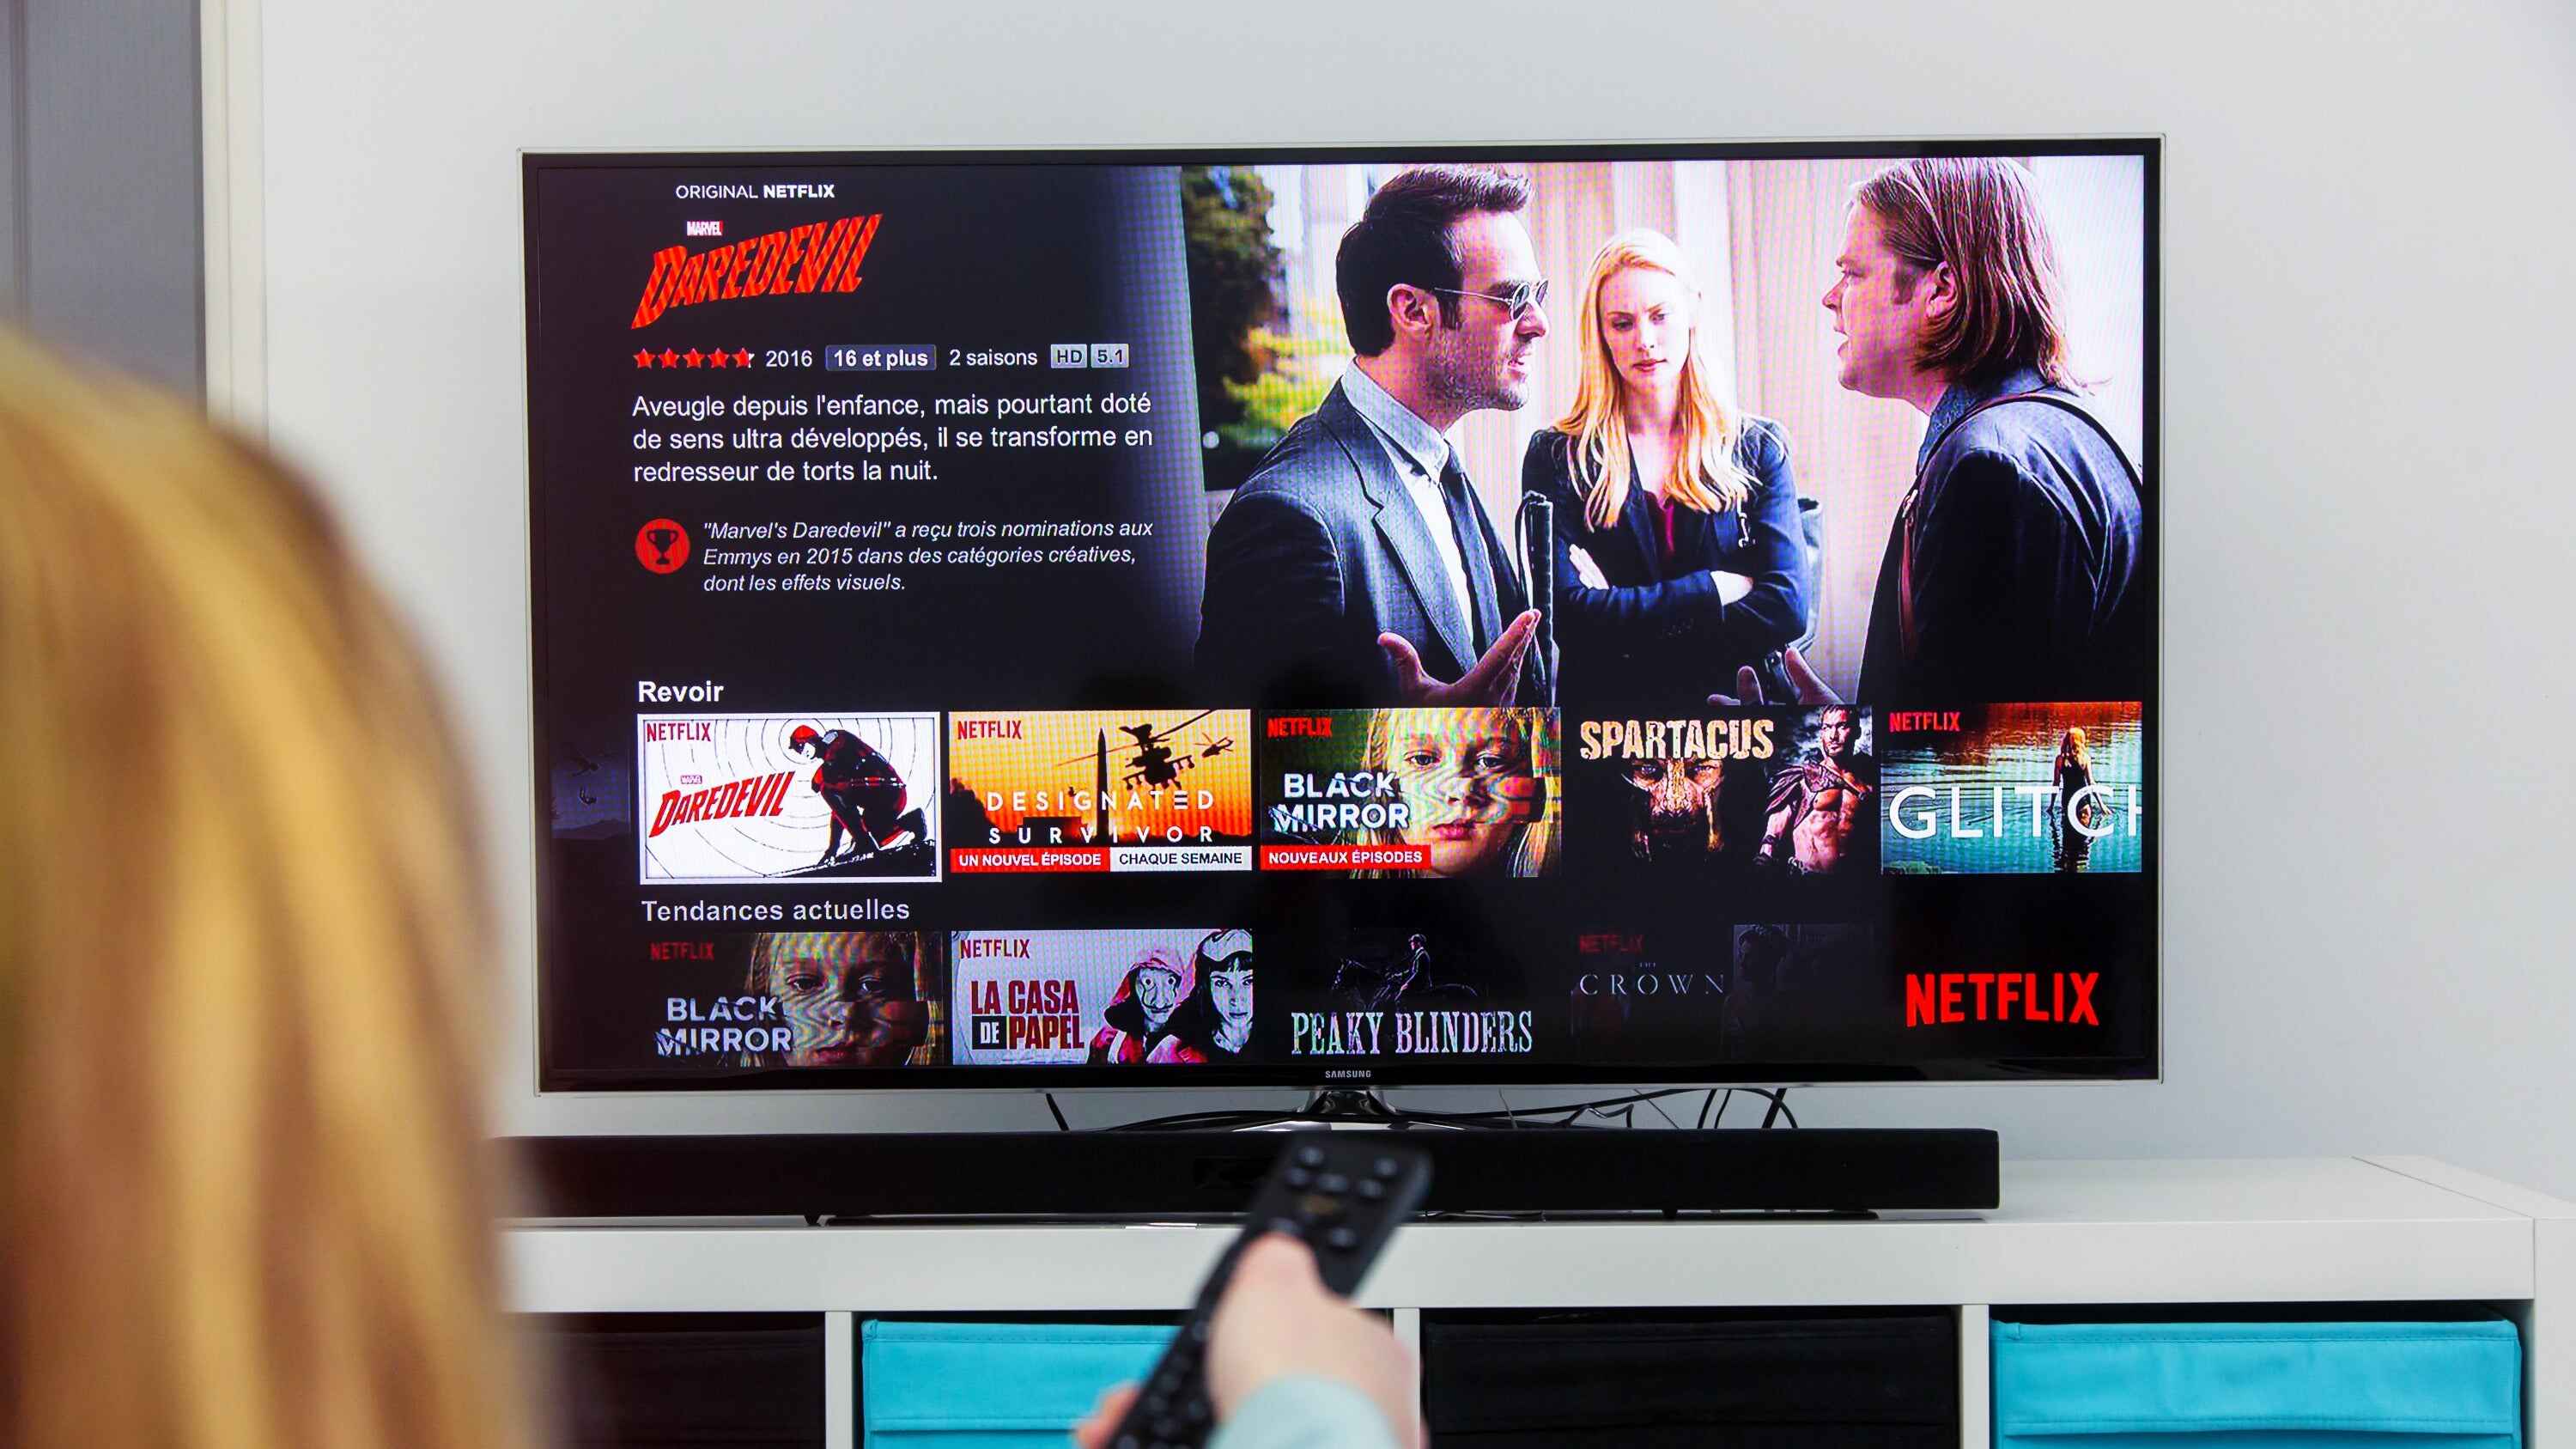 ORIGINAL NETFLIX
MARVEL
DAREDEVIL
2016 16 et plus 2 saisons HD 5.1
Aveugle depuis l'enfance, mais pourtant doté
de sens ultra développés, il se transforme en
redresseur de torts la nuit.
"Marvel's Daredevil" a reçu trois nominations aux
Emmys en 2015 dans des catégories créatives,
dont les effets visuels.
Revoir
NETFLIX
MARVEL
DAREDEVIL
NETFLIX
DESIGNATED
SURVIVOR
UN NOUVEL ÉPISODE CHAQUE SEMAINE
NETFLIX
BLACK
MIRROR
NOUVEAUX ÉPISODES
SPARTACUS
NETFLIX
GLITCH
Tendances actuelles
NETFLIX
BLACK
MIRROR
NETFLIX
LA CASA
DE PAPEL
PEAKY BLINDERS
NETFLIX
THE
CROWN
NETFLIX
SAMSUNG